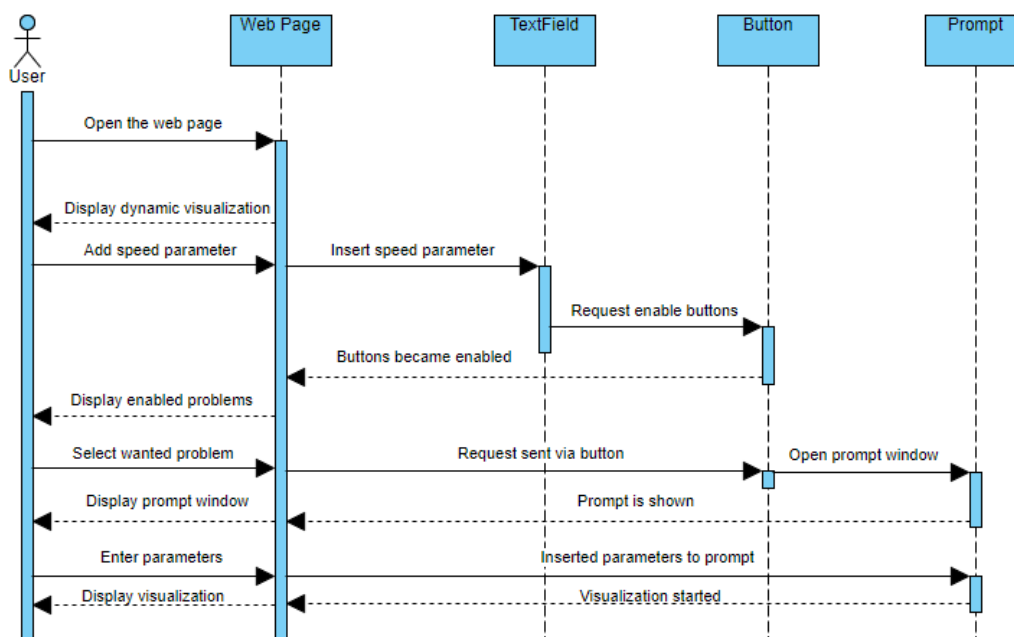 Web Page
TextField
Button
Prompt
User
Open the web page
Display dynamic visualization
Add speed parameter
Insert speed parameter
Request enable buttons
Buttons became enabled
Display enabled problems
Select wanted problem
Request sent via button
Open prompt window
Display prompt window
Prompt is shown
Enter parameters
Inserted parameters to prompt
Display visualization
Visualization started